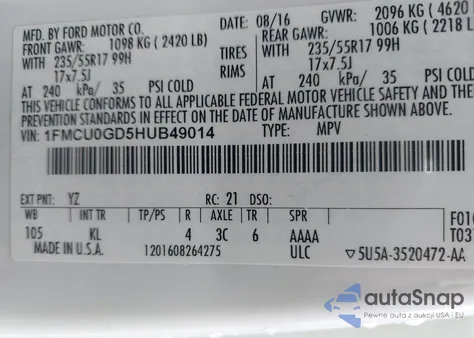 MFD. BY FORD MOTOR CO. DATE: 08/16 GVWR: 2096 KG (4620
FRONT GAWR: 1098 KG (2420 LB) REAR GAWR: 1006 KG (2218 L
WITH 235/55R17 99H TIRES WITH 235/55R17 99H
17x7.5J RIMS 17x7.5J
AT 240 kPa/ 35 PSI COLD AT 240 kPa/ 35 PSI COLD
THIS VEHICLE CONFORMS TO ALL APPLICABLE FEDERAL MOTOR VEHICLE SAFETY AND THE
PREVENTION STANDARDS IN EFFECT ON THE DATE OF MANUFACTURE SHOWN ABOVE.
VIN: 1FMCU0GD5HUB49014 TYPE: MPV
EXT PNT: YZ RC: 21 DSO:
WB INT TR TP/PS R AXLE TR SPR
105 KL 4 3C 6 AAAA
MADE IN U.S.A. 1201608264275 ULC ▽5U5A-3520472-AA
F01
T03
autoSnap
Pewne auta z aukcji USA i EU